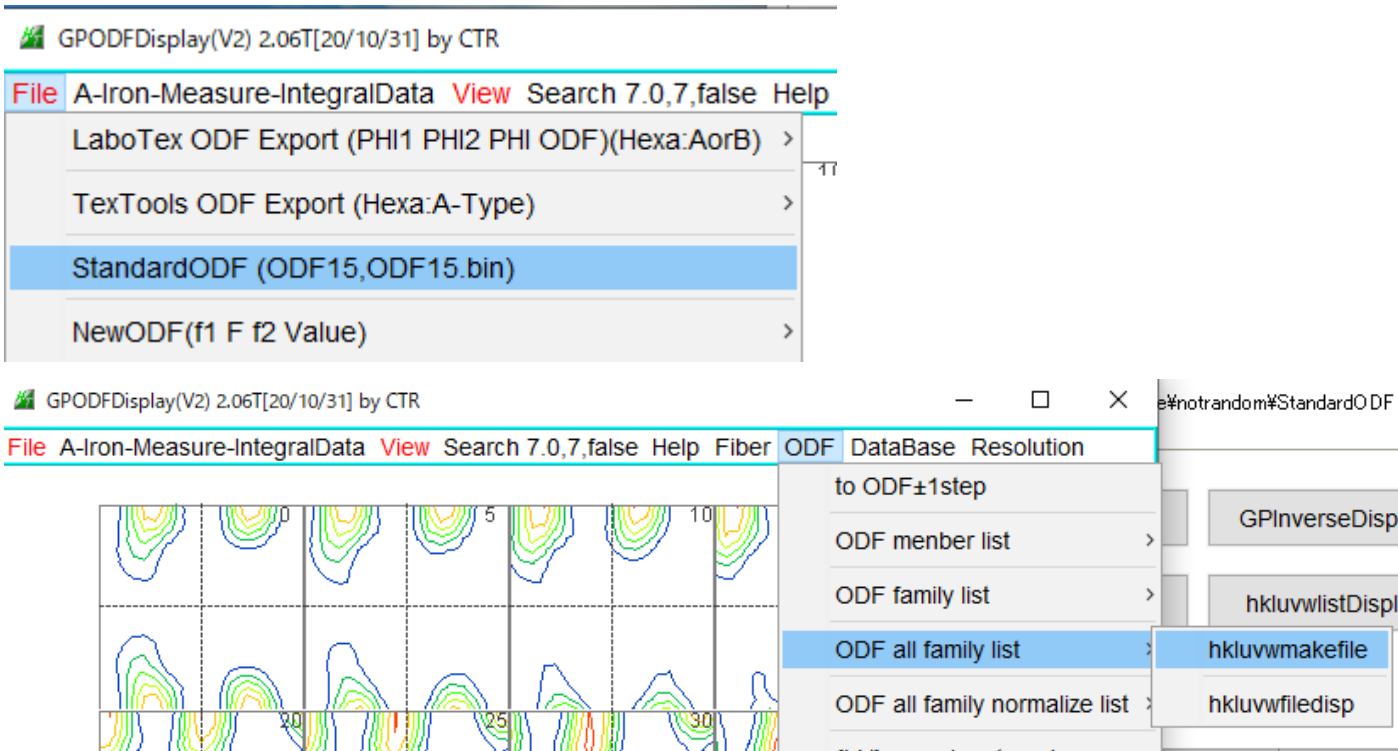 GPODFDisplay(V2) 2.06T[20/10/31] by CTR
File A-Iron-Measure-IntegralData View Search 7.0,7,false Help
LaboTex ODF Export (PHI1 PHI2 PHI ODF)(Hexa:AorB) >
TexTools ODF Export (Hexa:A-Type) >
StandardODF (ODF15,ODF15.bin)
NewODF(f1 F f2 Value) >
GPODFDisplay(V2) 2.06T[20/10/31] by CTR
e¥notrandom¥StandardODF
File A-Iron-Measure-IntegralData View Search 7.0,7,false Help Fiber ODF DataBase Resolution
to ODF±1step
0 5 10
GPInverseDisp
ODF menber list >
ODF family list >
hkluvwlistDispl
ODF all family list >
hkluvwmakefile
ODF all family normalize list >
hkluvwfiledisp
20 25 30